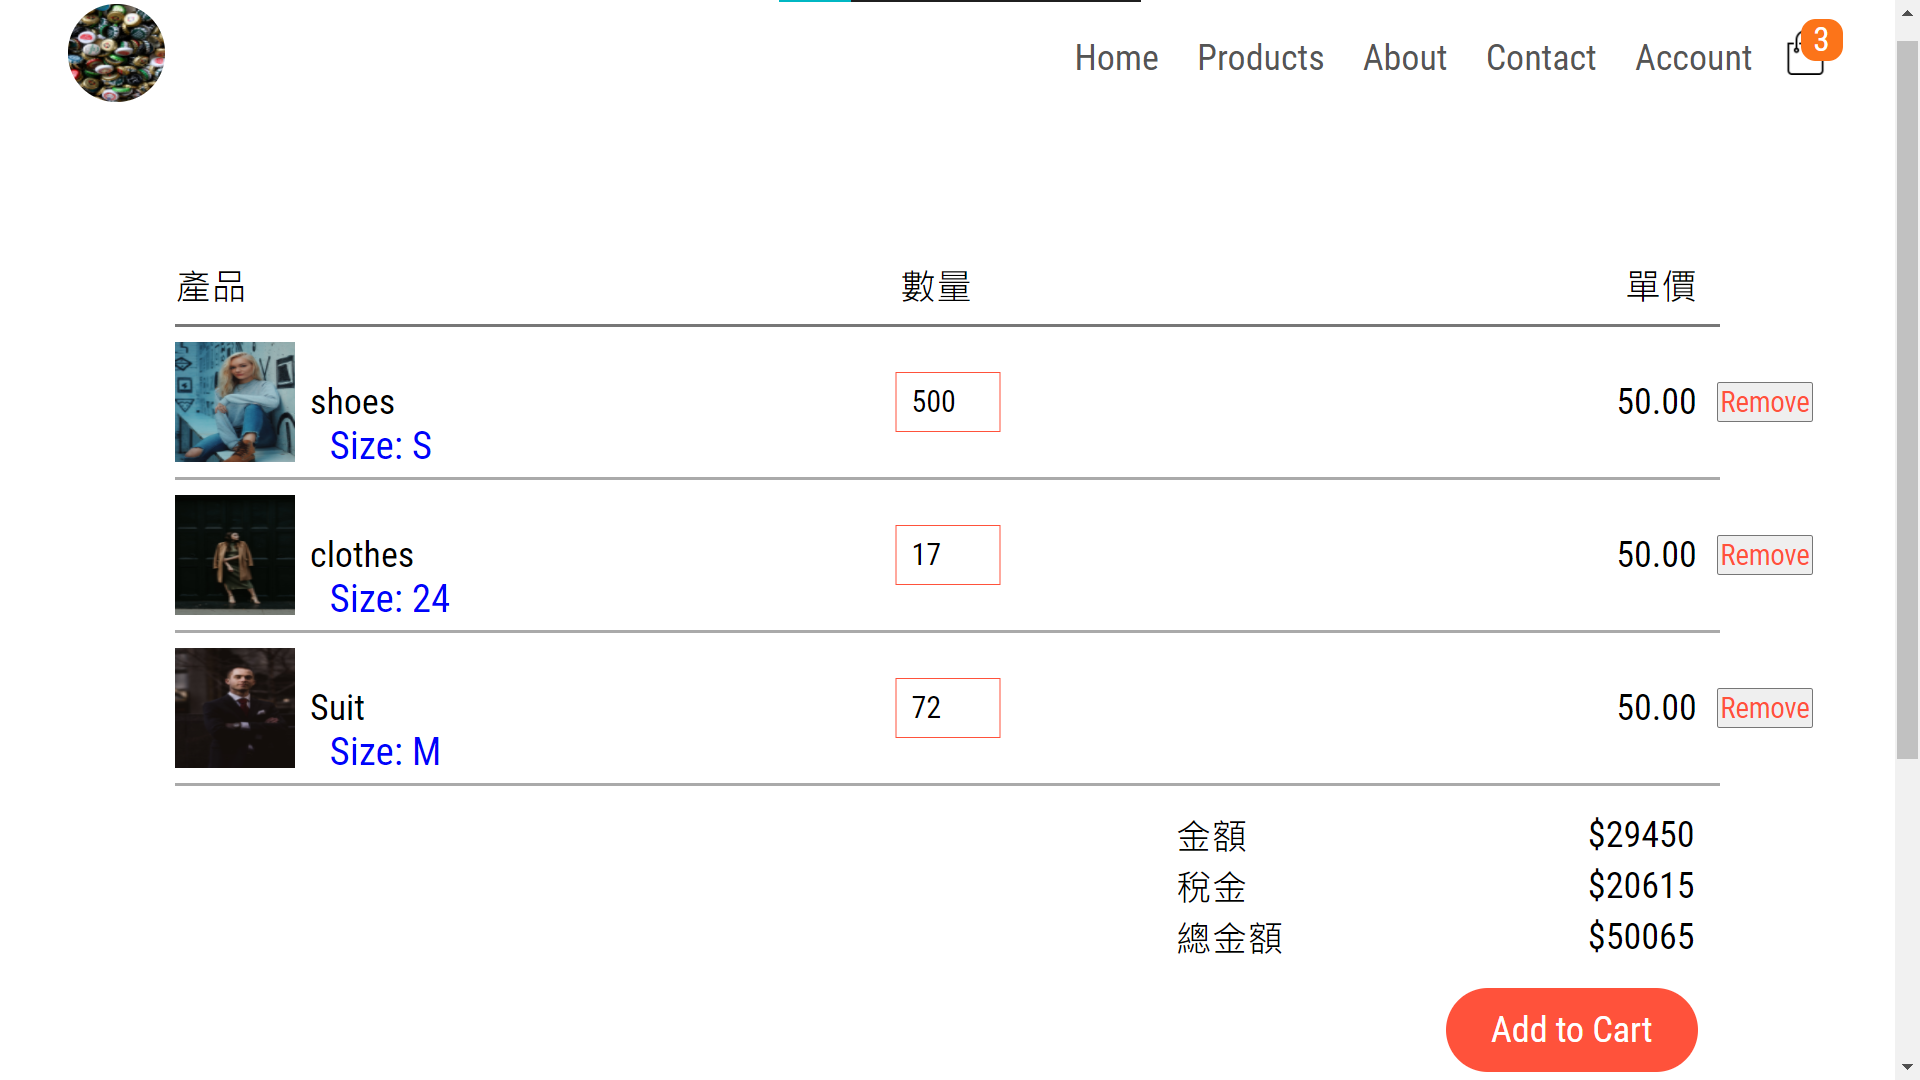 Home Products About Contact Account 3
產品 數量 單價
shoes 500 50.00 Remove
Size: S
clothes 17 50.00 Remove
Size: 24
Suit 72 50.00 Remove
Size: M
金額 $29450
稅金 $20615
總金額 $50065
Add to Cart